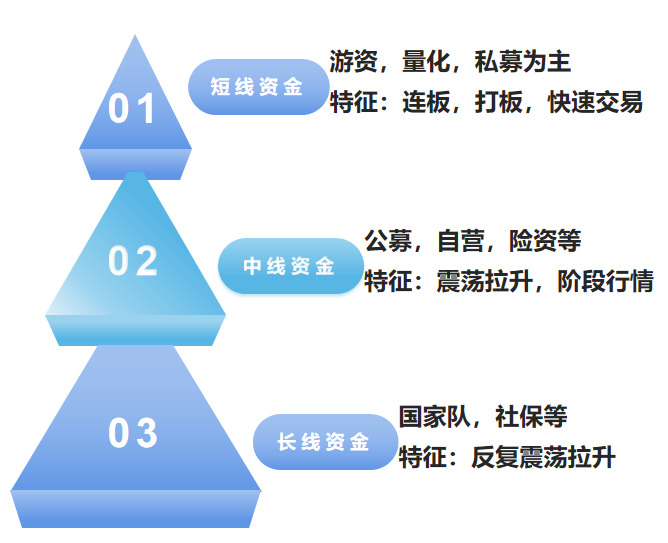 01
短线资金
游资，量化，私募为主
特征：连板，打板，快速交易
02
中线资金
公募，自营，险资等
特征：震荡拉升，阶段行情
03
长线资金
国家队，社保等
特征：反复震荡拉升